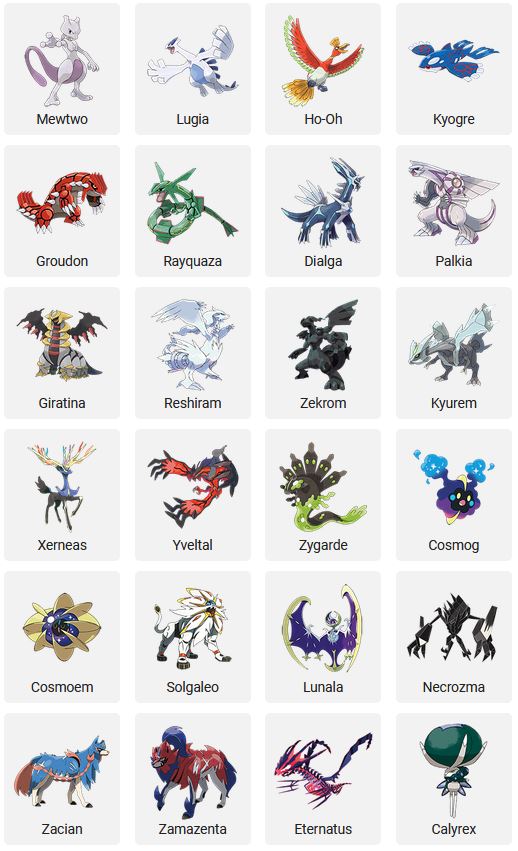 Mewtwo
Lugia
Ho-Oh
Kyogre
Groudon
Rayquaza
Dialga
Palkia
Giratina
Reshiram
Zekrom
Kyurem
Xerneas
Yveltal
Zygarde
Cosmog
Cosmoem
Solgaleo
Lunala
Necrozma
Zacian
Zamazenta
Eternatus
Calyrex